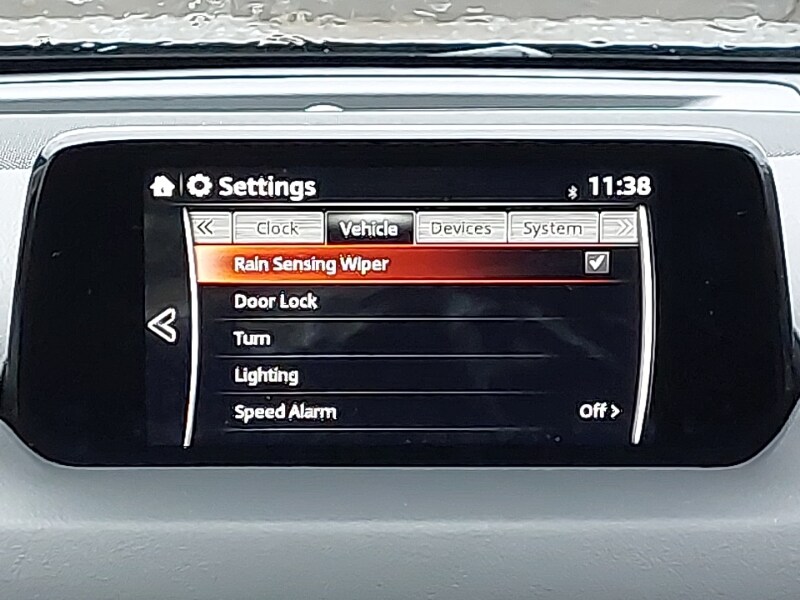 Settings 11:38
« Clock Vehicle Devices System »
Rain Sensing Wiper
Door Lock
Turn
Lighting
Speed Alarm Off >